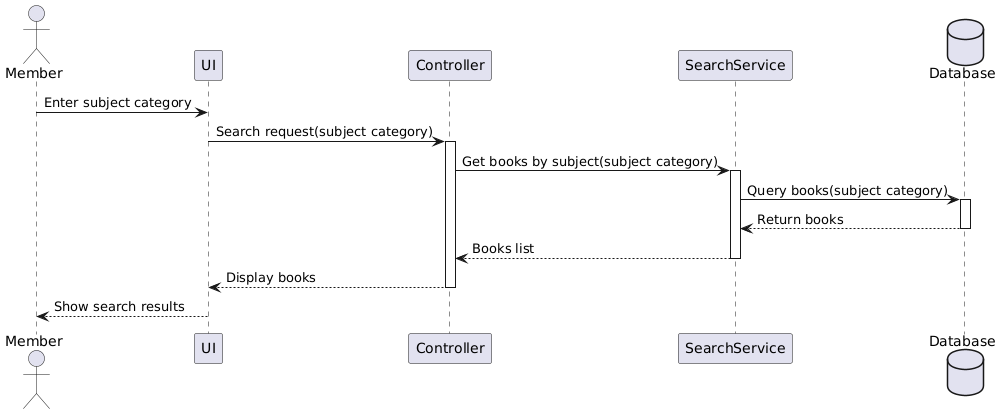 Member
UI
Controller
SearchService
Database
Enter subject category
Search request(subject category)
Get books by subject(subject category)
Query books(subject category)
Return books
Books list
Display books
Show search results
Member
UI
Controller
SearchService
Database